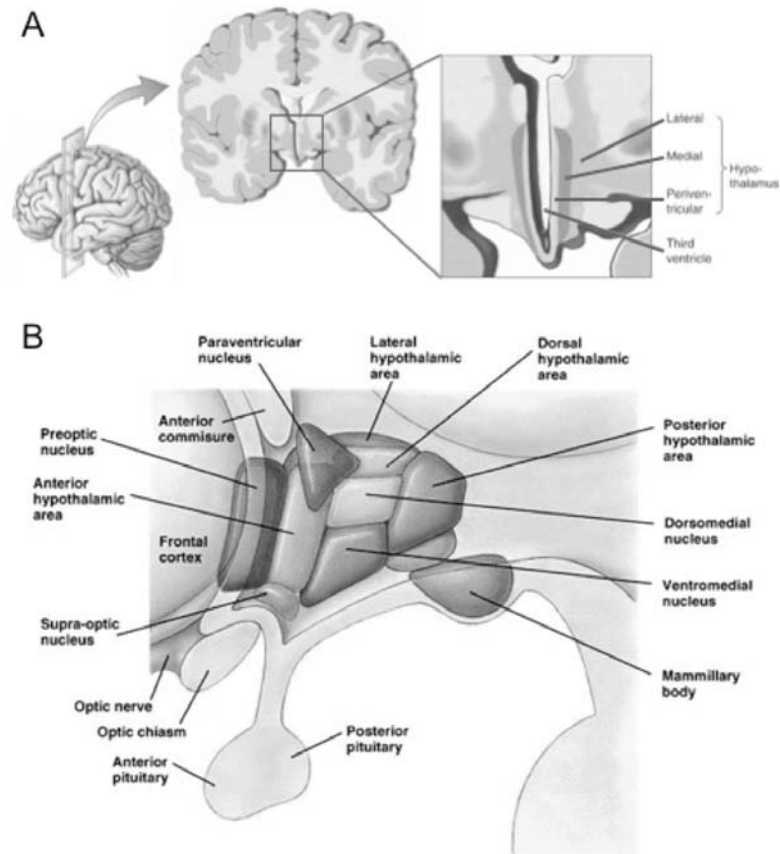 A
Lateral
Medial
Hypo-
thalamus
Periven-
tricular
Third
ventricle
B
Paraventricular
nucleus
Lateral
hypothalamic
area
Dorsal
hypothalamic
area
Anterior
commisure
Preoptic
nucleus
Posterior
hypothalamic
area
Anterior
hypothalamic
area
Frontal
cortex
Dorsomedial
nucleus
Ventromedial
nucleus
Supra-optic
nucleus
Mammillary
body
Optic nerve
Optic chiasm
Posterior
pituitary
Anterior
pituitary